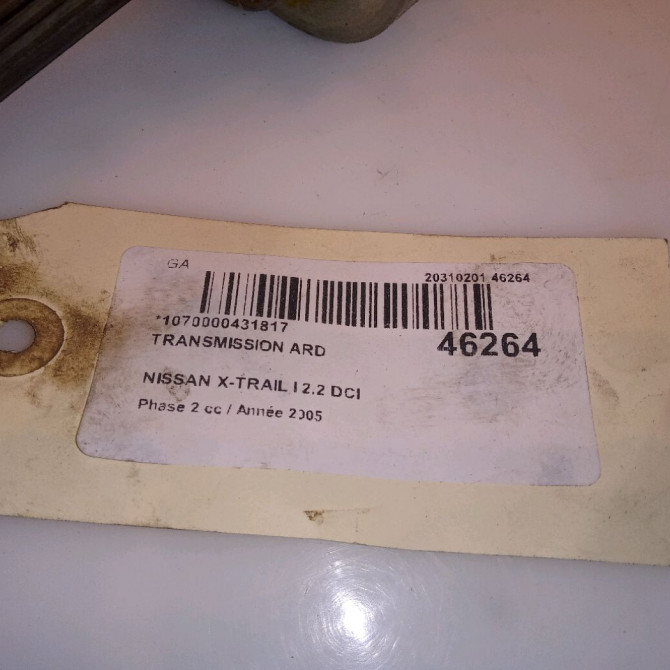 GA 20310201 46264
*1070000431817
TRANSMISSION ARD 46264
NISSAN X-TRAIL I 2.2 DCI
Phase 2 cc / Année 2005